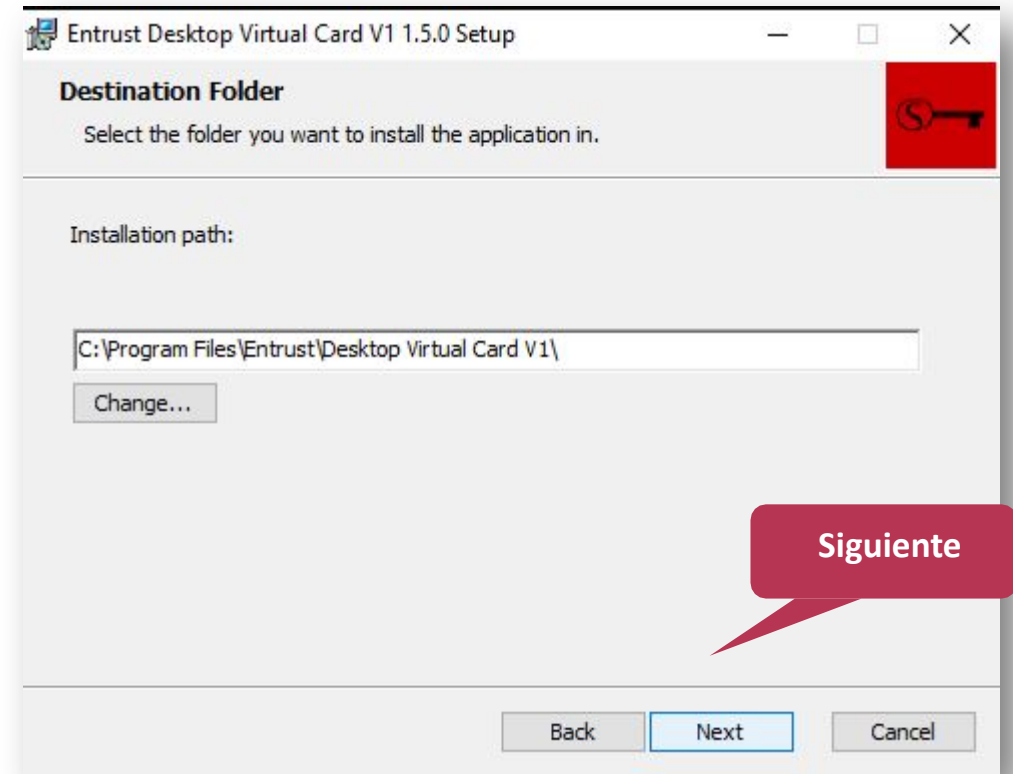 Entrust Desktop Virtual Card V1 1.5.0 Setup
Destination Folder
Select the folder you want to install the application in.
Installation path:
C:\Program Files\Entrust\Desktop Virtual Card V1\
Change...
Siguiente
Back Next Cancel